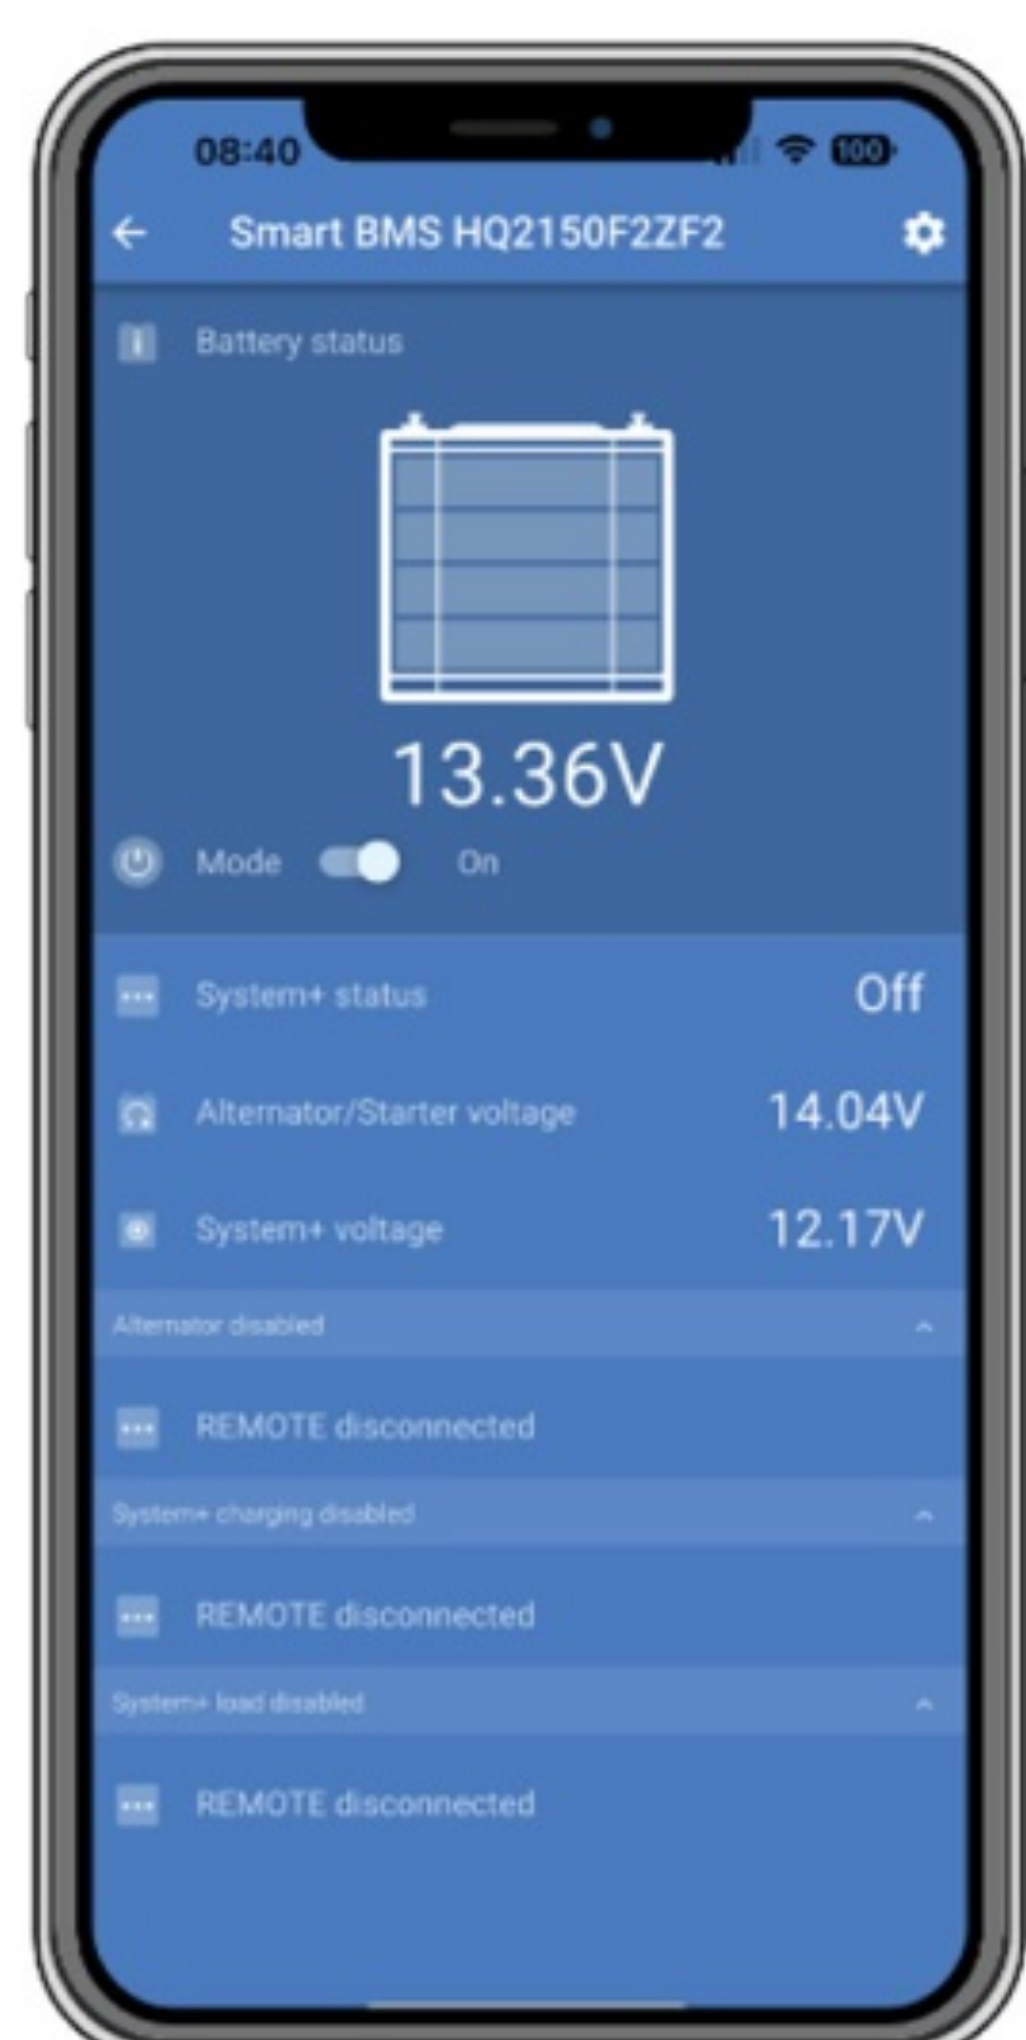 08:40
100
Smart BMS HQ2150F2ZF2
Battery status
13.36V
Mode On
System+ status Off
Alternator/Starter voltage 14.04V
System+ voltage 12.17V
Alternator disabled
REMOTE disconnected
System+ charging disabled
REMOTE disconnected
System+ load disabled
REMOTE disconnected